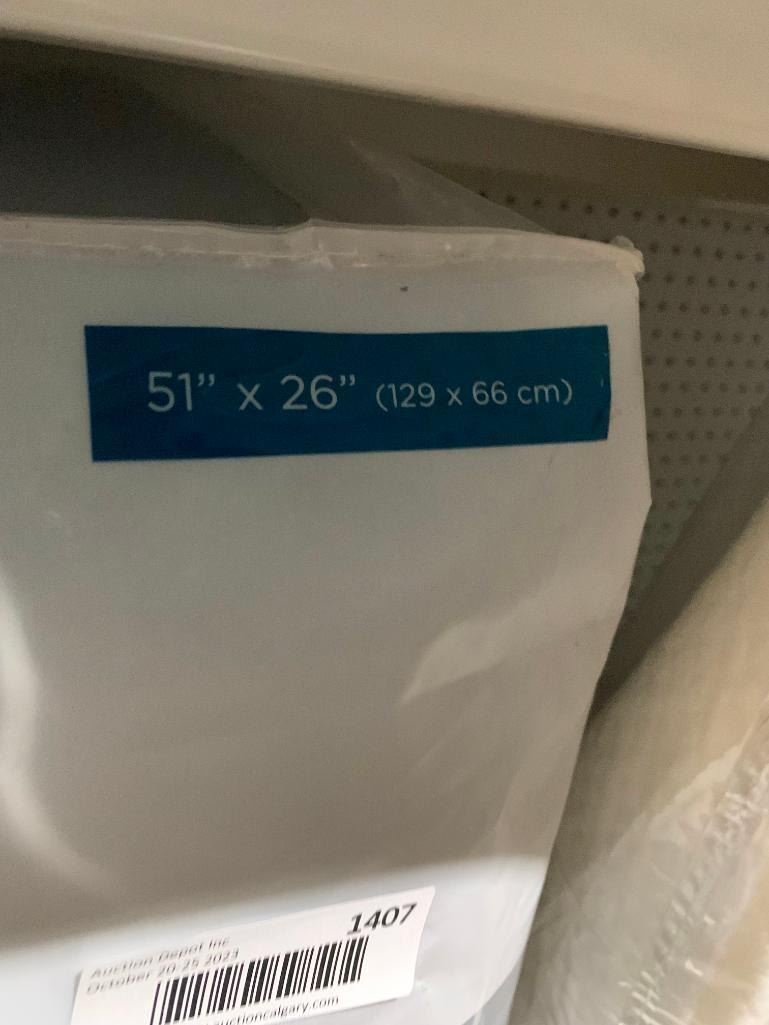 51” x 26” (129 x 66 cm)
1407
Auction Depot Inc
October 20-25 2023
auctioncalgary.com